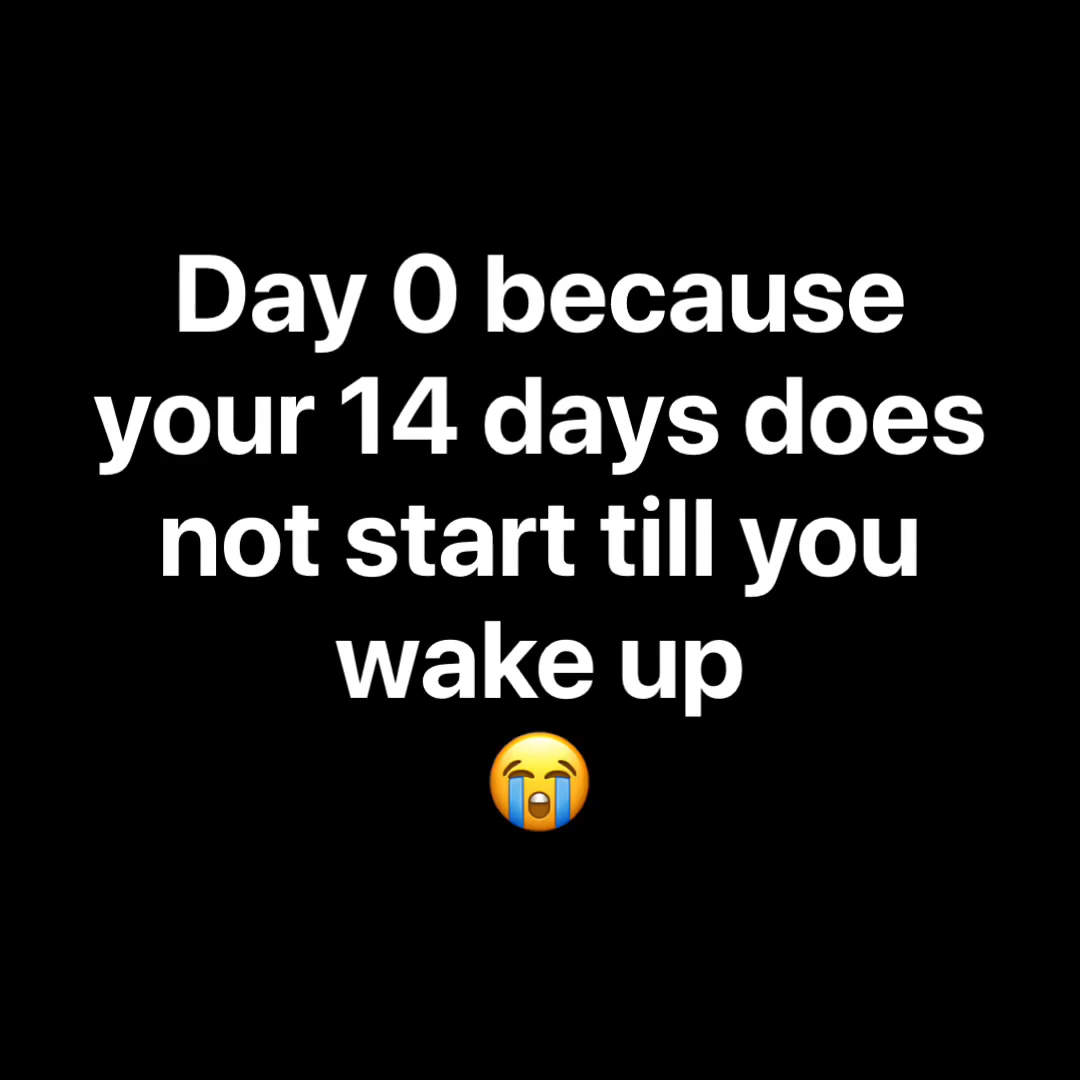 Day 0 because
your 14 days does
not start till you
wake up
😭